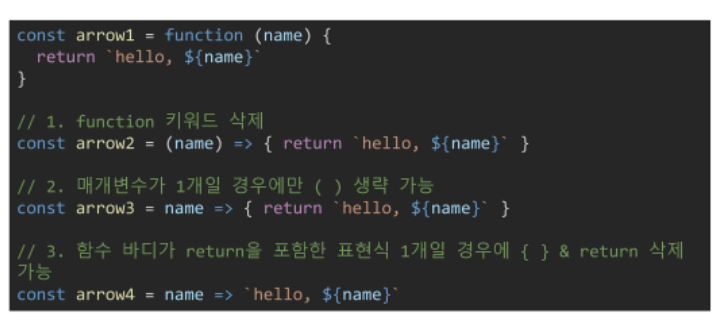 const arrow1 = function (name) {
  return `hello, ${name}`
}
// 1. function 키워드 삭제
const arrow2 = (name) => { return `hello, ${name}` }
// 2. 매개변수가 1개일 경우에만 ( ) 생략 가능
const arrow3 = name => { return `hello, ${name}` }
// 3. 함수 바디가 return을 포함한 표현식 1개일 경우에 { } & return 삭제
가능
const arrow4 = name => `hello, ${name}`